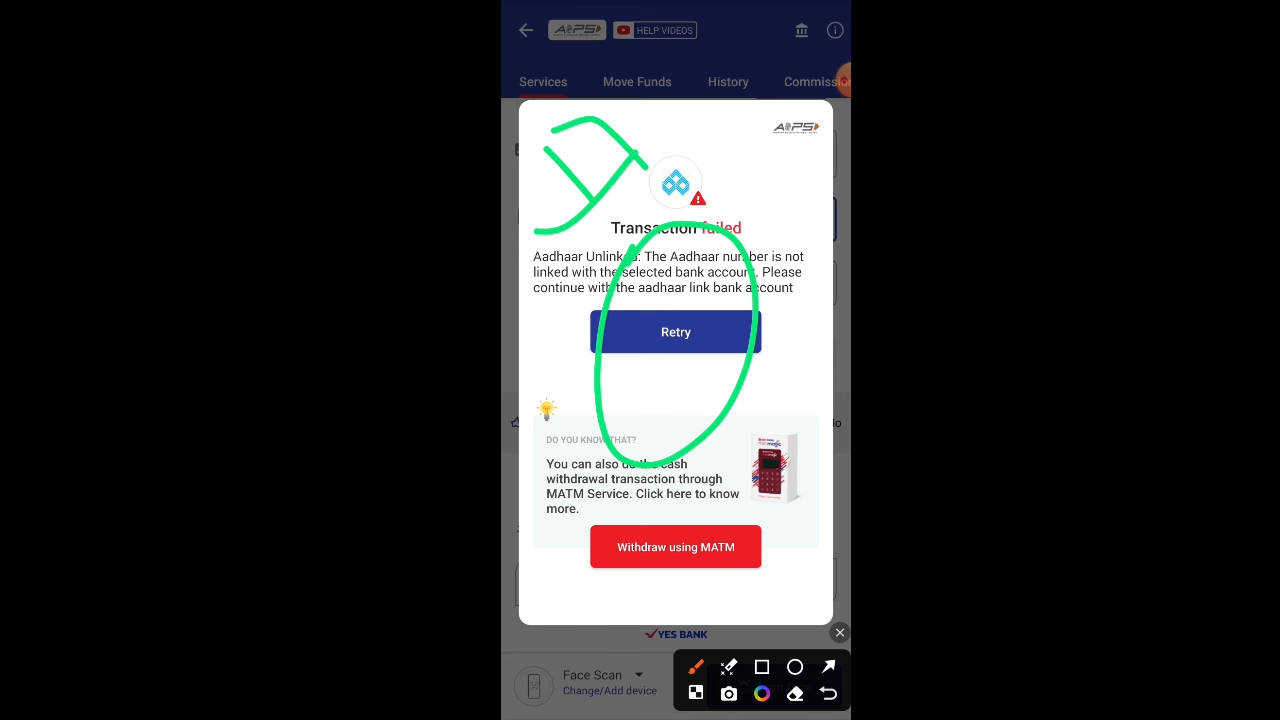 AEPS
HELP VIDEOS
Services
Move Funds
History
AEPS
Transaction failed
Aadhaar Unlinked: The Aadhaar number is not
linked with the selected bank account. Please
continue with the aadhaar link bank account
Retry
DO YOU KNOW THAT?
You can also do the cash
withdrawal transaction through
MATM Service. Click here to know
more.
Withdraw using MATM
YES BANK
Face Scan
Change/Add device